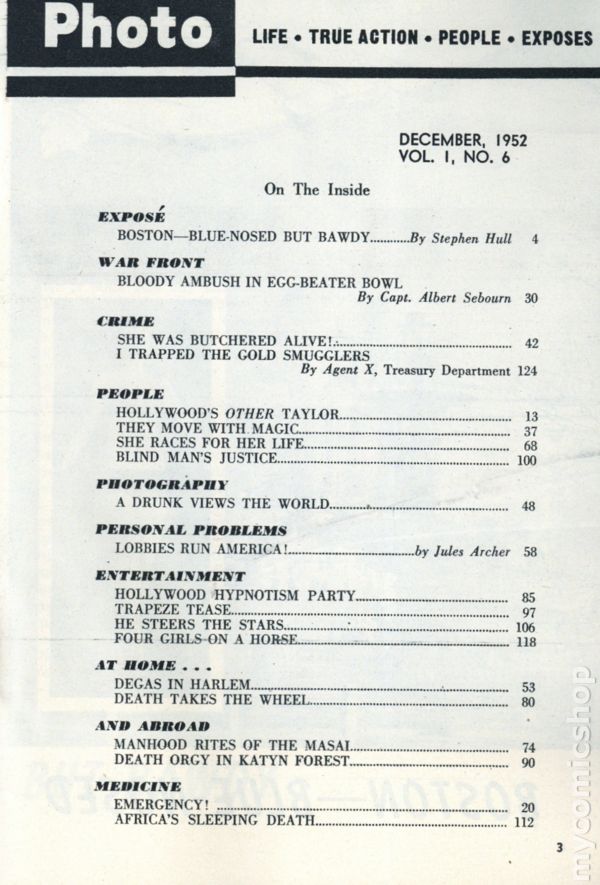 Photo
LIFE • TRUE ACTION • PEOPLE • EXPOSES
DECEMBER, 1952
VOL. I, NO. 6
On The Inside
EXPOSÉ
BOSTON—BLUE-NOSED BUT BAWDY............By Stephen Hull 4
WAR FRONT
BLOODY AMBUSH IN EGG-BEATER BOWL
By Capt. Albert Sebourn 30
CRIME
SHE WAS BUTCHERED ALIVE!............ 42
I TRAPPED THE GOLD SMUGGLERS
By Agent X, Treasury Department 124
PEOPLE
HOLLYWOOD'S OTHER TAYLOR............ 13
THEY MOVE WITH MAGIC............ 37
SHE RACES FOR HER LIFE............ 68
BLIND MAN'S JUSTICE............ 100
PHOTOGRAPHY
A DRUNK VIEWS THE WORLD............ 48
PERSONAL PROBLEMS
LOBBIES RUN AMERICA!............by Jules Archer 58
ENTERTAINMENT
HOLLYWOOD HYPNOTISM PARTY............ 85
TRAPEZE TEASE............ 97
HE STEERS THE STARS............ 106
FOUR GIRLS ON A HORSE............ 118
AT HOME . . .
DEGAS IN HARLEM............ 53
DEATH TAKES THE WHEEL............ 80
AND ABROAD
MANHOOD RITES OF THE MASAI............ 74
DEATH ORGY IN KATYN FOREST............ 90
MEDICINE
EMERGENCY! ............ 20
AFRICA'S SLEEPING DEATH............ 112
3
mycomicshop